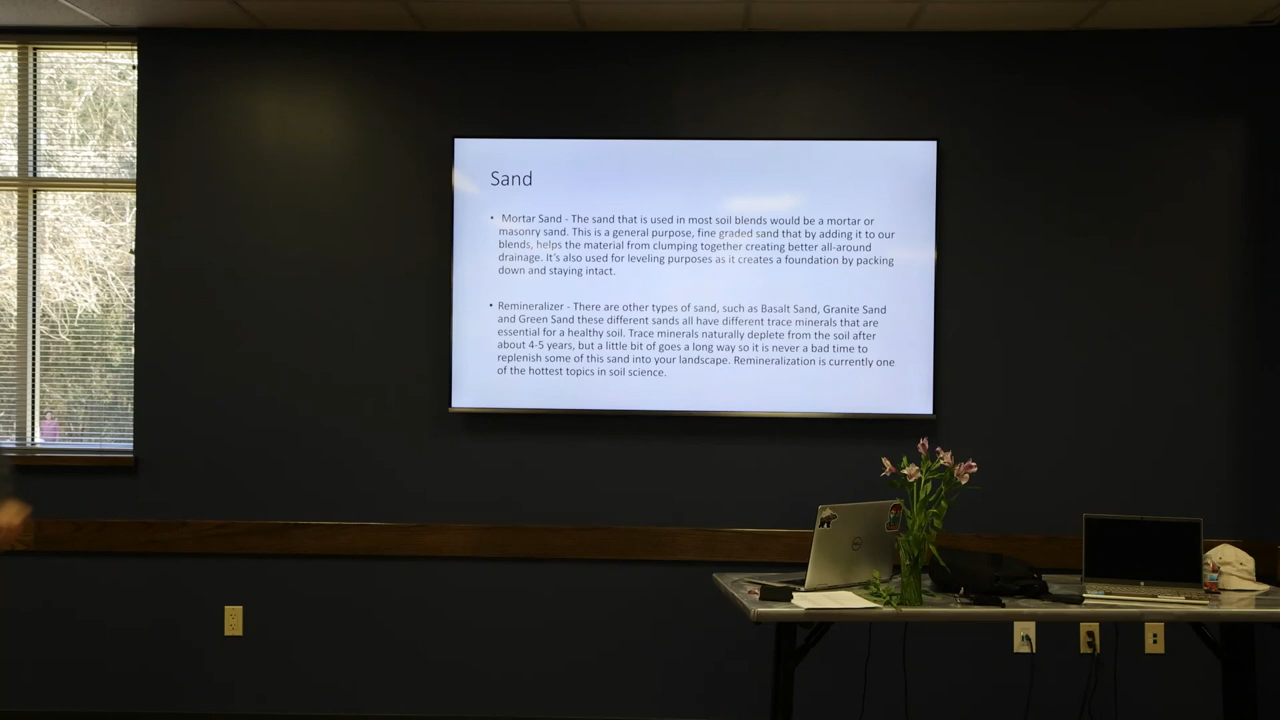 Sand
• Mortar Sand - The sand that is used in most soil blends would be a mortar or
masonry sand. This is a general purpose, fine graded sand that by adding it to our
blends, helps the material from clumping together creating better all-around
drainage. It's also used for leveling purposes as it creates a foundation by packing
down and staying intact.
• Remineralizer - There are other types of sand, such as Basalt Sand, Granite Sand
and Green Sand these different sands all have different trace minerals that are
essential for a healthy soil. Trace minerals naturally deplete from the soil after
about 4-5 years, but a little bit of goes a long way so it is never a bad time to
replenish some of this sand into your landscape. Remineralization is currently one
of the hottest topics in soil science.
DELL